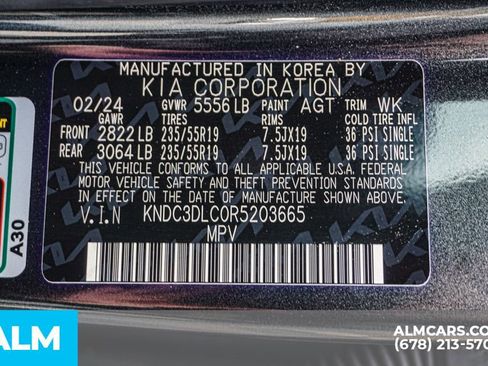 MANUFACTURED IN KOREA BY
KIA CORPORATION
02/24 GVWR 5556 LB PAINT AGT TRIM WK
GAWR TIRES RIMS COLD TIRE INFL
FRONT 2822 LB 235/55R19 7.5JX19 36 PSI SINGLE
REAR 3064 LB 235/55R19 7.5JX19 36 PSI SINGLE
THIS VEHICLE CONFORMS TO ALL APPLICABLE U.S.A. FEDERAL
MOTOR VEHICLE SAFETY AND THEFT PREVENTION STANDARDS
IN EFFECT ON THE DATE OF MANUFACTURE SHOWN ABOVE.
V.I.N KNDC3DLC0R5203665
MPV
A30
ALM
ALMCARS.CO
(678) 213-570